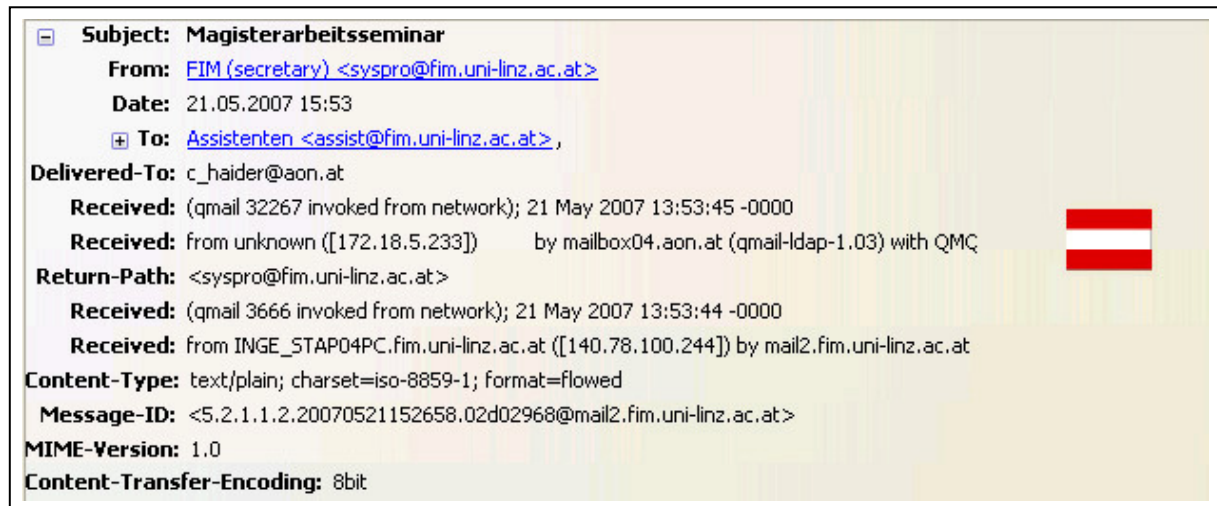 Subject: Magisterarbeitsseminar
From: FIM (secretary) <syspro@fim.uni-linz.ac.at>
Date: 21.05.2007 15:53
To: Assistenten <assist@fim.uni-linz.ac.at>,
Delivered-To: c_haider@aon.at
Received: (qmail 32267 invoked from network); 21 May 2007 13:53:45 -0000
Received: from unknown ([172.18.5.233]) by mailbox04.aon.at (qmail-ldap-1.03) with QMQ
Return-Path: <syspro@fim.uni-linz.ac.at>
Received: (qmail 3666 invoked from network); 21 May 2007 13:53:44 -0000
Received: from INGE_STAP04PC.fim.uni-linz.ac.at ([140.78.100.244]) by mail2.fim.uni-linz.ac.at
Content-Type: text/plain; charset=iso-8859-1; format=flowed
Message-ID: <5.2.1.1.2.20070521152658.02d02968@mail2.fim.uni-linz.ac.at>
MIME-Version: 1.0
Content-Transfer-Encoding: 8bit